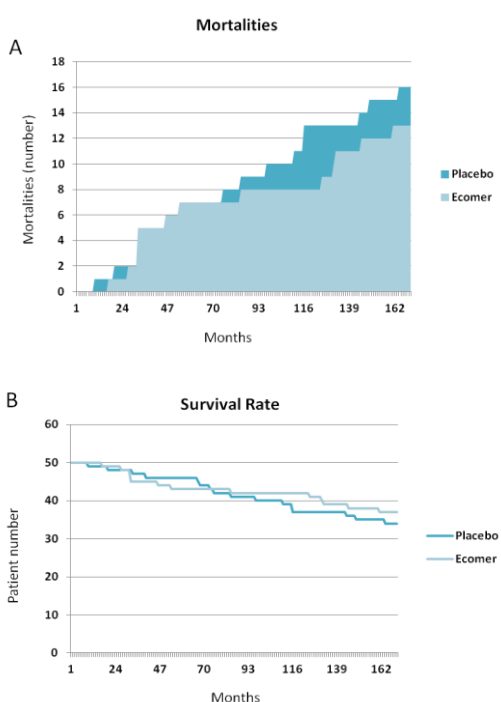 Mortalities
A
18
16
14
12
10
8
6
4
2
0
Mortalities (number)
1 24 47 70 93 116 139 162
Months
Placebo
Ecomer
B
Survival Rate
60
50
40
30
20
10
0
Patient number
1 24 47 70 93 116 139 162
Months
Placebo
Ecomer